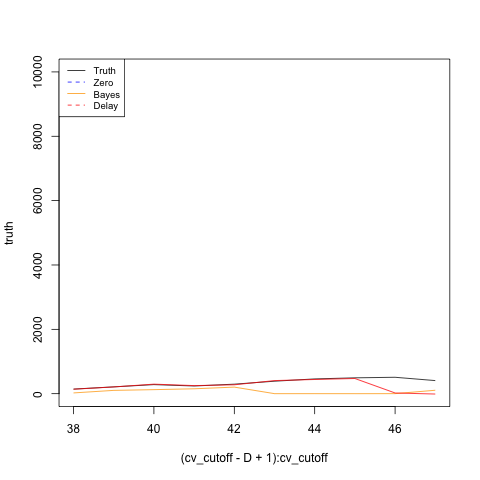 Truth
Zero
Bayes
Delay
10000
8000
6000
4000
2000
0
truth
38 40 42 44 46
(cv_cutoff - D + 1):cv_cutoff